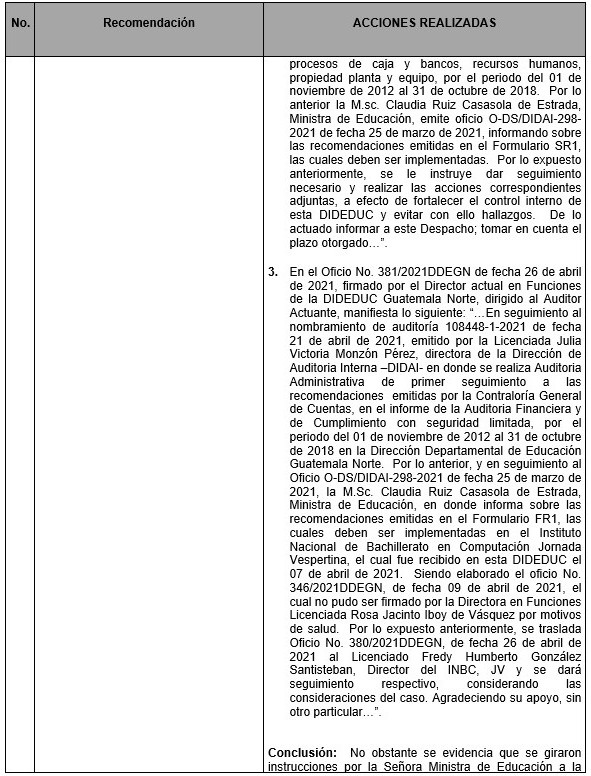 No. Recomendación ACCIONES REALIZADAS
procesos de caja y bancos, recursos humanos,
propiedad planta y equipo, por el periodo del 01 de
noviembre de 2012 al 31 de octubre de 2018. Por lo
anterior la M.sc. Claudia Ruiz Casasola de Estrada,
Ministra de Educación, emite oficio O-DS/DIDAI-298-
2021 de fecha 25 de marzo de 2021, informando sobre
las recomendaciones emitidas en el Formulario SR1,
las cuales deben ser implementadas. Por lo expuesto
anteriormente, se le instruye dar seguimiento
necesario y realizar las acciones correspondientes
adjuntas, a efecto de fortalecer el control interno de
esta DIDEDUC y evitar con ello hallazgos. De lo
actuado informar a este Despacho; tomar en cuenta el
plazo otorgado…”.
3. En el Oficio No. 381/2021DDEGN de fecha 26 de abril
de 2021, firmado por el Director actual en Funciones
de la DIDEDUC Guatemala Norte, dirigido al Auditor
Actuante, manifiesta lo siguiente: “…En seguimiento al
nombramiento de auditoría 108448-1-2021 de fecha
21 de abril de 2021, emitido por la Licenciada Julia
Victoria Monzón Pérez, directora de la Dirección de
Auditoria Interna –DIDAI- en donde se realiza Auditoria
Administrativa de primer seguimiento a las
recomendaciones emitidas por la Contraloría General
de Cuentas, en el informe de la Auditoria Financiera y
de Cumplimiento con seguridad limitada, por el
periodo del 01 de noviembre de 2012 al 31 de octubre
de 2018 en la Dirección Departamental de Educación
Guatemala Norte. Por lo anterior, y en seguimiento al
Oficio O-DS/DIDAI-298-2021 de fecha 25 de marzo de
2021, la M.Sc. Claudia Ruiz Casasola de Estrada,
Ministra de Educación, en donde informa sobre las
recomendaciones emitidas en el Formulario FR1, las
cuales deben ser implementadas en el Instituto
Nacional de Bachillerato en Computación Jornada
Vespertina, el cual fue recibido en esta DIDEDUC el
07 de abril de 2021. Siendo elaborado el oficio No.
346/2021DDEGN, de fecha 09 de abril de 2021, el
cual no pudo ser firmado por la Directora en Funciones
Licenciada Rosa Jacinto Iboy de Vásquez por motivos
de salud. Por lo expuesto anteriormente, se traslada
Oficio No. 380/2021DDEGN, de fecha 26 de abril de
2021 al Licenciado Fredy Humberto González
Santisteban, Director del INBC, JV y se dará
seguimiento respectivo, considerando las
consideraciones del caso. Agradeciendo su apoyo, sin
otro particular…”.
Conclusión: No obstante se evidencia que se giraron
instrucciones por la Señora Ministra de Educación a la